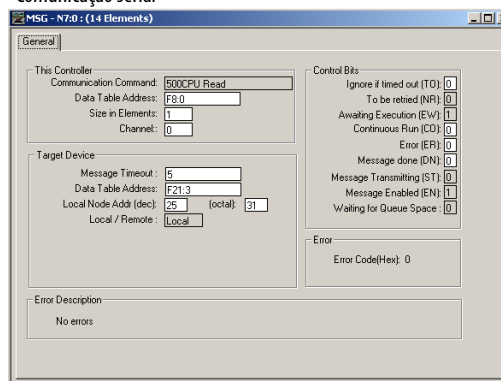 Comunicação serial
MSG - N7:0 : (14 Elements)
General
This Controller
Communication Command: 500CPU Read
Data Table Address: F8:0
Size in Elements: 1
Channel: 0
Target Device
Message Timeout : 5
Data Table Address: F21:3
Local Node Addr (dec): 25 (octal): 31
Local / Remote : Local
Control Bits
Ignore if timed out (TO): 0
To be retried (NR): 0
Awaiting Execution (EW): 1
Continuous Run (CO): 0
Error (ER): 0
Message done (DN): 0
Message Transmitting (ST): 0
Message Enabled (EN): 1
Waiting for Queue Space : 0
Error
Error Code(Hex): 0
Error Description
No errors